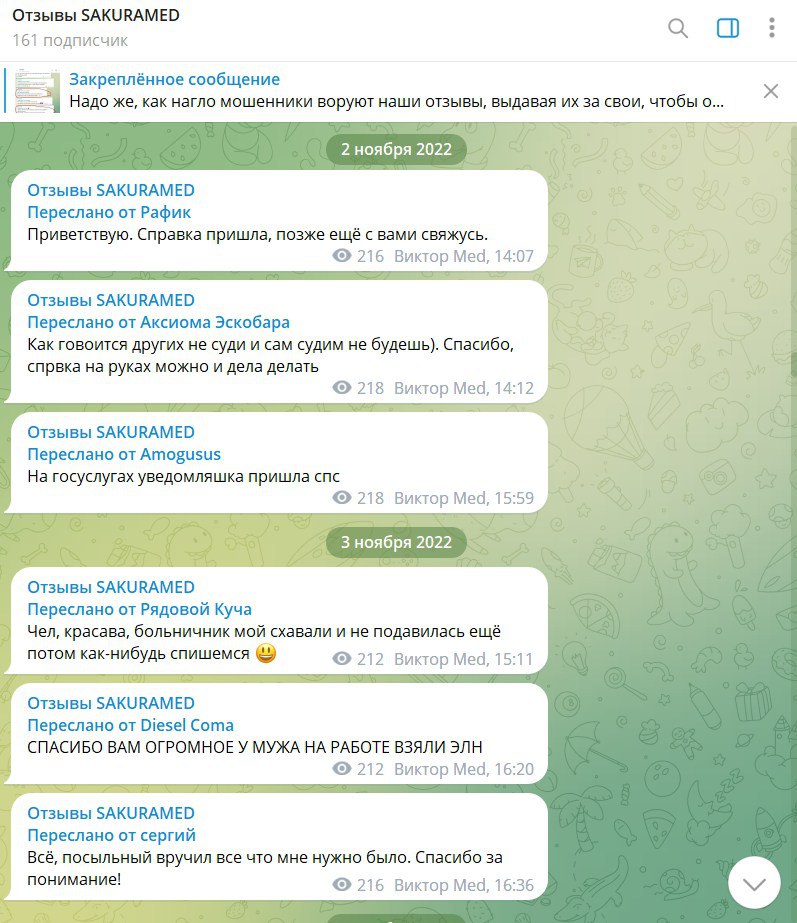 Отзывы SAKURAMED
161 подписчик
Закреплённое сообщение
Надо же, как нагло мошенники воруют наши отзывы, выдавая их за свои, чтобы о...
2 ноября 2022
Отзывы SAKURAMED
Переслано от Рафик
Приветствую. Справка пришла, позже ещё с вами свяжусь.
216 Виктор Med, 14:07
Отзывы SAKURAMED
Переслано от Аксиома Эскобара
Как говоится других не суди и сам судим не будешь). Спасибо,
спрвка на руках можно и дела делать
218 Виктор Med, 14:12
Отзывы SAKURAMED
Переслано от Amogusus
На госуслугах уведомляшка пришла спс
218 Виктор Med, 15:59
3 ноября 2022
Отзывы SAKURAMED
Переслано от Рядовой Куча
Чел, красава, больничник мой схавали и не подавилась ещё
потом как-нибудь спишемся 😃
212 Виктор Med, 15:11
Отзывы SAKURAMED
Переслано от Diesel Coma
СПАСИБО ВАМ ОГРОМНОЕ У МУЖА НА РАБОТЕ ВЗЯЛИ ЭЛН
212 Виктор Med, 16:20
Отзывы SAKURAMED
Переслано от сергий
Всё, посыльный вручил все что мне нужно было. Спасибо за
понимание!
216 Виктор Med, 16:36